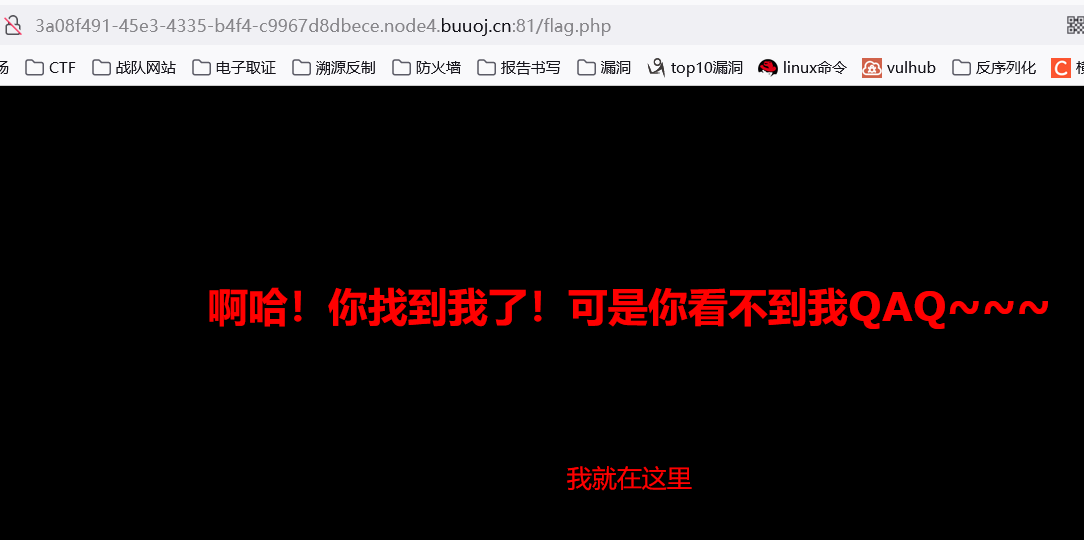 3a08f491-45e3-4335-b4f4-c9967d8dbece.node4.buuoj.cn:81/flag.php
CTF 战队网站 电子取证 溯源反制 防火墙 报告书写 漏洞 top10漏洞 linux命令 vulhub 反序列化
啊哈！你找到我了！可是你看不到我QAQ~~~
我就在这里